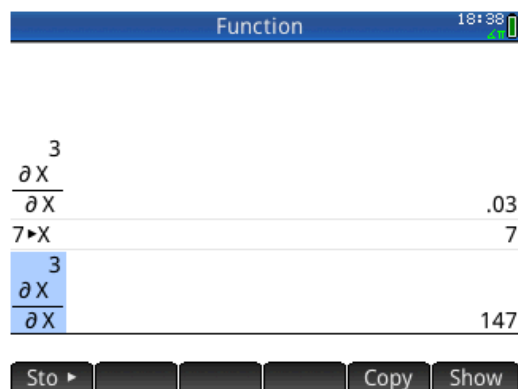 Function 18:38
∠π
3
∂ X
∂ X .03
7▶X 7
3
∂ X
∂ X 147
Sto ▶ Copy Show